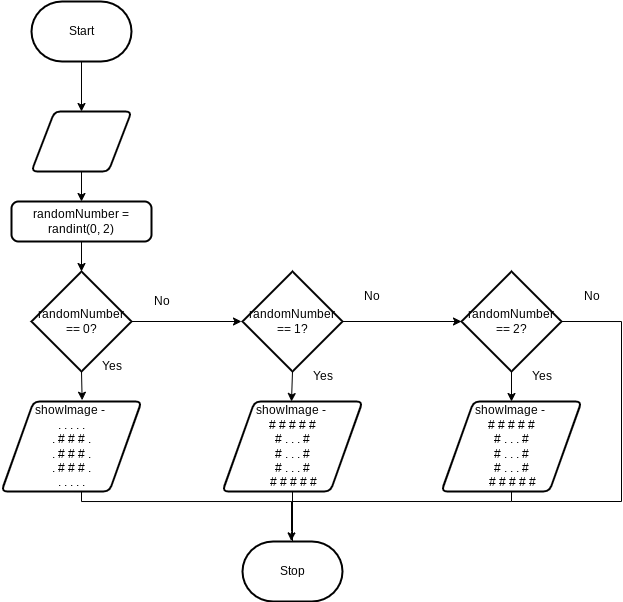 Start
randomNumber =
randint(0, 2)
randomNumber
== 0?
No
randomNumber
== 1?
No
randomNumber
== 2?
No
Yes
Yes
Yes
showImage -
. . . . .
. # # # .
. # # # .
. # # # .
. . . . .
showImage -
# # # # #
# . . . #
# . . . #
# . . . #
# # # # #
showImage -
# # # # #
# . . . #
# . . . #
# . . . #
# # # # #
Stop